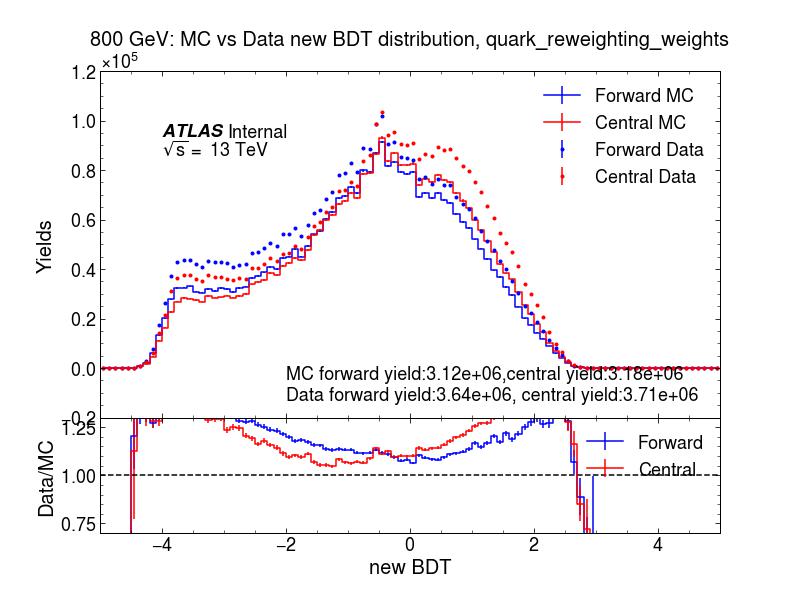 800 GeV: MC vs Data new BDT distribution, quark_reweighting_weights
×10⁵
1.2
1.0
0.8
0.6
0.4
0.2
0.0
0.2
Yields
ATLAS Internal
√s = 13 TeV
Forward MC
Central MC
Forward Data
Central Data
MC forward yield:3.12e+06,central yield:3.18e+06
Data forward yield:3.64e+06, central yield:3.71e+06
1.25
1.00
0.75
Data/MC
Forward
Central
−4
−2
0
2
4
new BDT